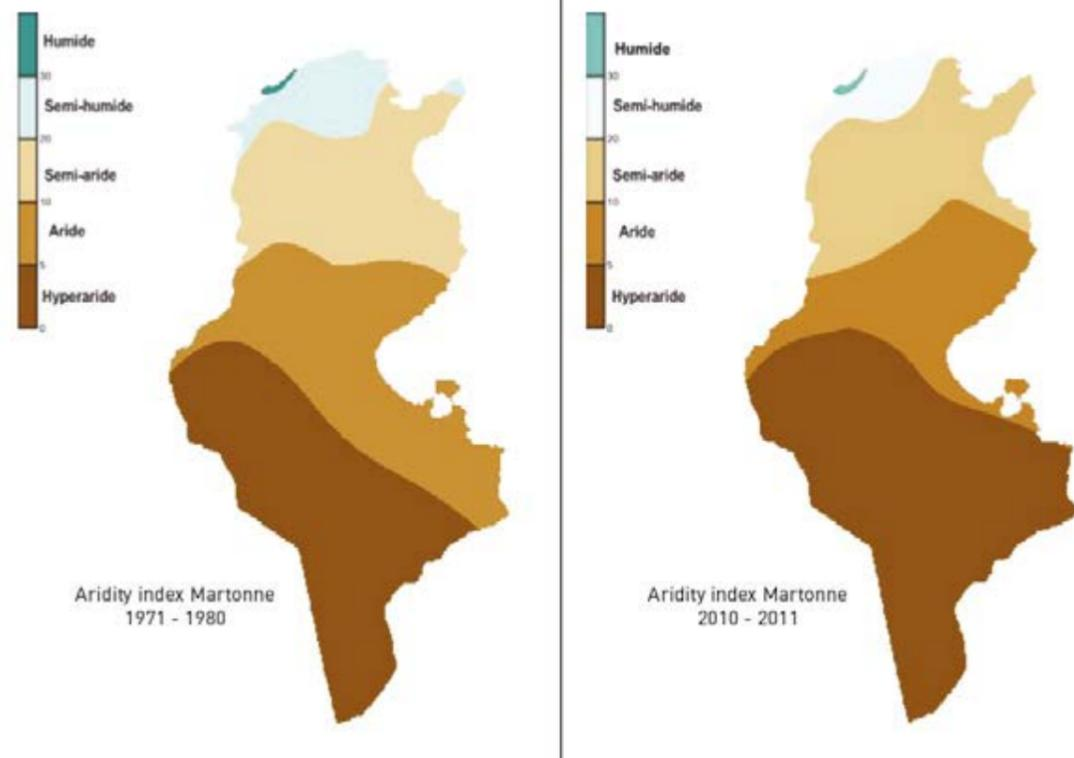 Humide
30
Semi-humide
20
Semi-aride
10
Aride
5
Hyperaride
0
Aridity index Martonne
1971 - 1980
Humide
30
Semi-humide
20
Semi-aride
10
Aride
5
Hyperaride
0
Aridity index Martonne
2010 - 2011